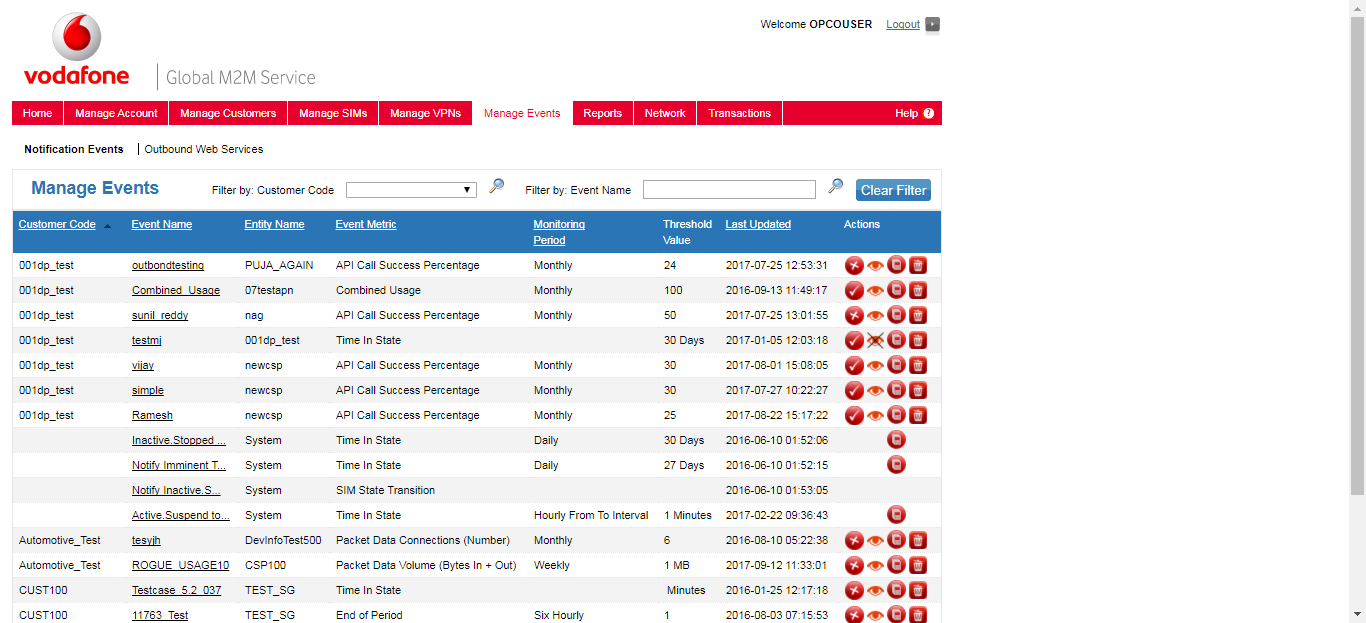 Welcome OPCOUSER Logout
vodafone Global M2M Service
Home Manage Account Manage Customers Manage SIMs Manage VPNs Manage Events Reports Network Transactions Help ?
Notification Events Outbound Web Services
Manage Events Filter by: Customer Code Filter by: Event Name Clear Filter
Customer Code Event Name Entity Name Event Metric Monitoring Period Threshold Value Last Updated Actions
001dp_test outbondtesting PUJA_AGAIN API Call Success Percentage Monthly 24 2017-07-25 12:53:31
001dp_test Combined_Usage 07testapn Combined Usage Monthly 100 2016-09-13 11:49:17
001dp_test sunil_reddy nag API Call Success Percentage Monthly 50 2017-07-25 13:01:55
001dp_test testmj 001dp_test Time In State 30 Days 2017-01-05 12:03:18
001dp_test vijay newcsp API Call Success Percentage Monthly 30 2017-08-01 15:08:05
001dp_test simple newcsp API Call Success Percentage Monthly 30 2017-07-27 10:22:27
001dp_test Ramesh newcsp API Call Success Percentage Monthly 25 2017-08-22 15:17:22
Inactive.Stopped ... System Time In State Daily 30 Days 2016-06-10 01:52:06
Notify Imminent T... System Time In State Daily 27 Days 2016-06-10 01:52:15
Notify Inactive.S... System SIM State Transition 2016-06-10 01:53:05
Active.Suspend to... System Time In State Hourly From To Interval 1 Minutes 2017-02-22 09:36:43
Automotive_Test tesyjh DevInfoTest500 Packet Data Connections (Number) Monthly 6 2016-08-10 05:22:38
Automotive_Test ROGUE_USAGE10 CSP100 Packet Data Volume (Bytes In + Out) Weekly 1 MB 2017-09-12 11:33:01
CUST100 Testcase_5.2_037 TEST_SG Time In State Minutes 2016-01-25 12:17:18
CUST100 11763_Test TEST_SG End of Period Six Hourly 1 2016-08-03 07:15:53